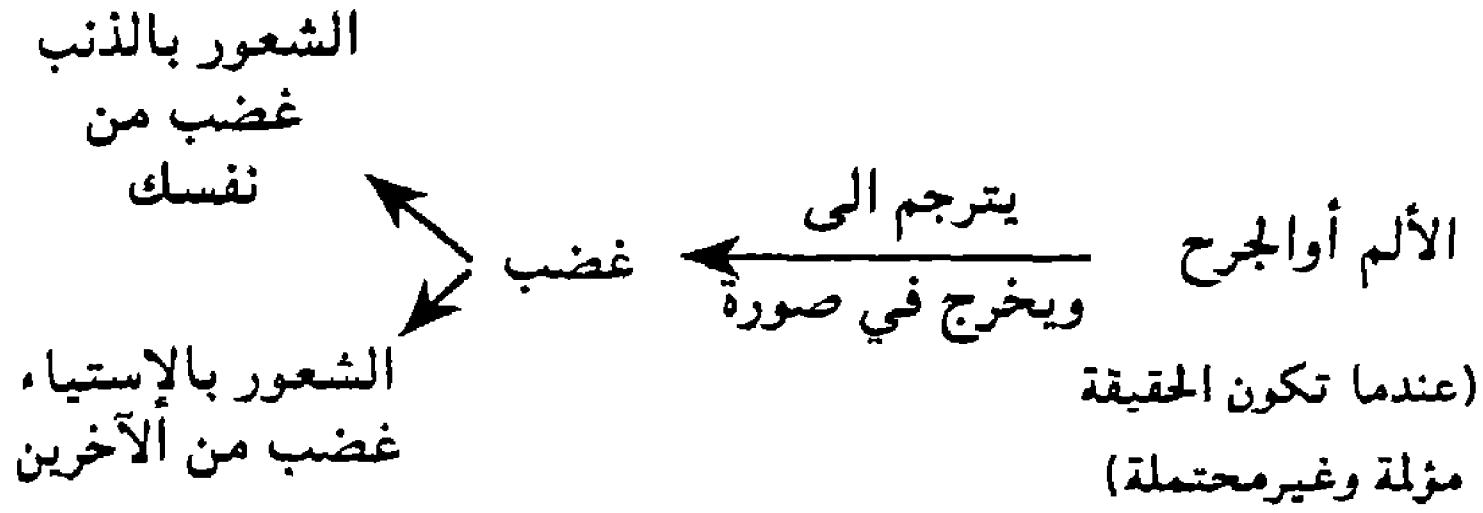 الألم أوالجرح
(عندما تكون الحقيقة
مؤلمة وغيرمحتملة)
يترجم الى
ويخرج في صورة
غضب
الشعور بالذنب
غضب من
نفسك
الشعور بالإستياء
غضب من ألآخرين